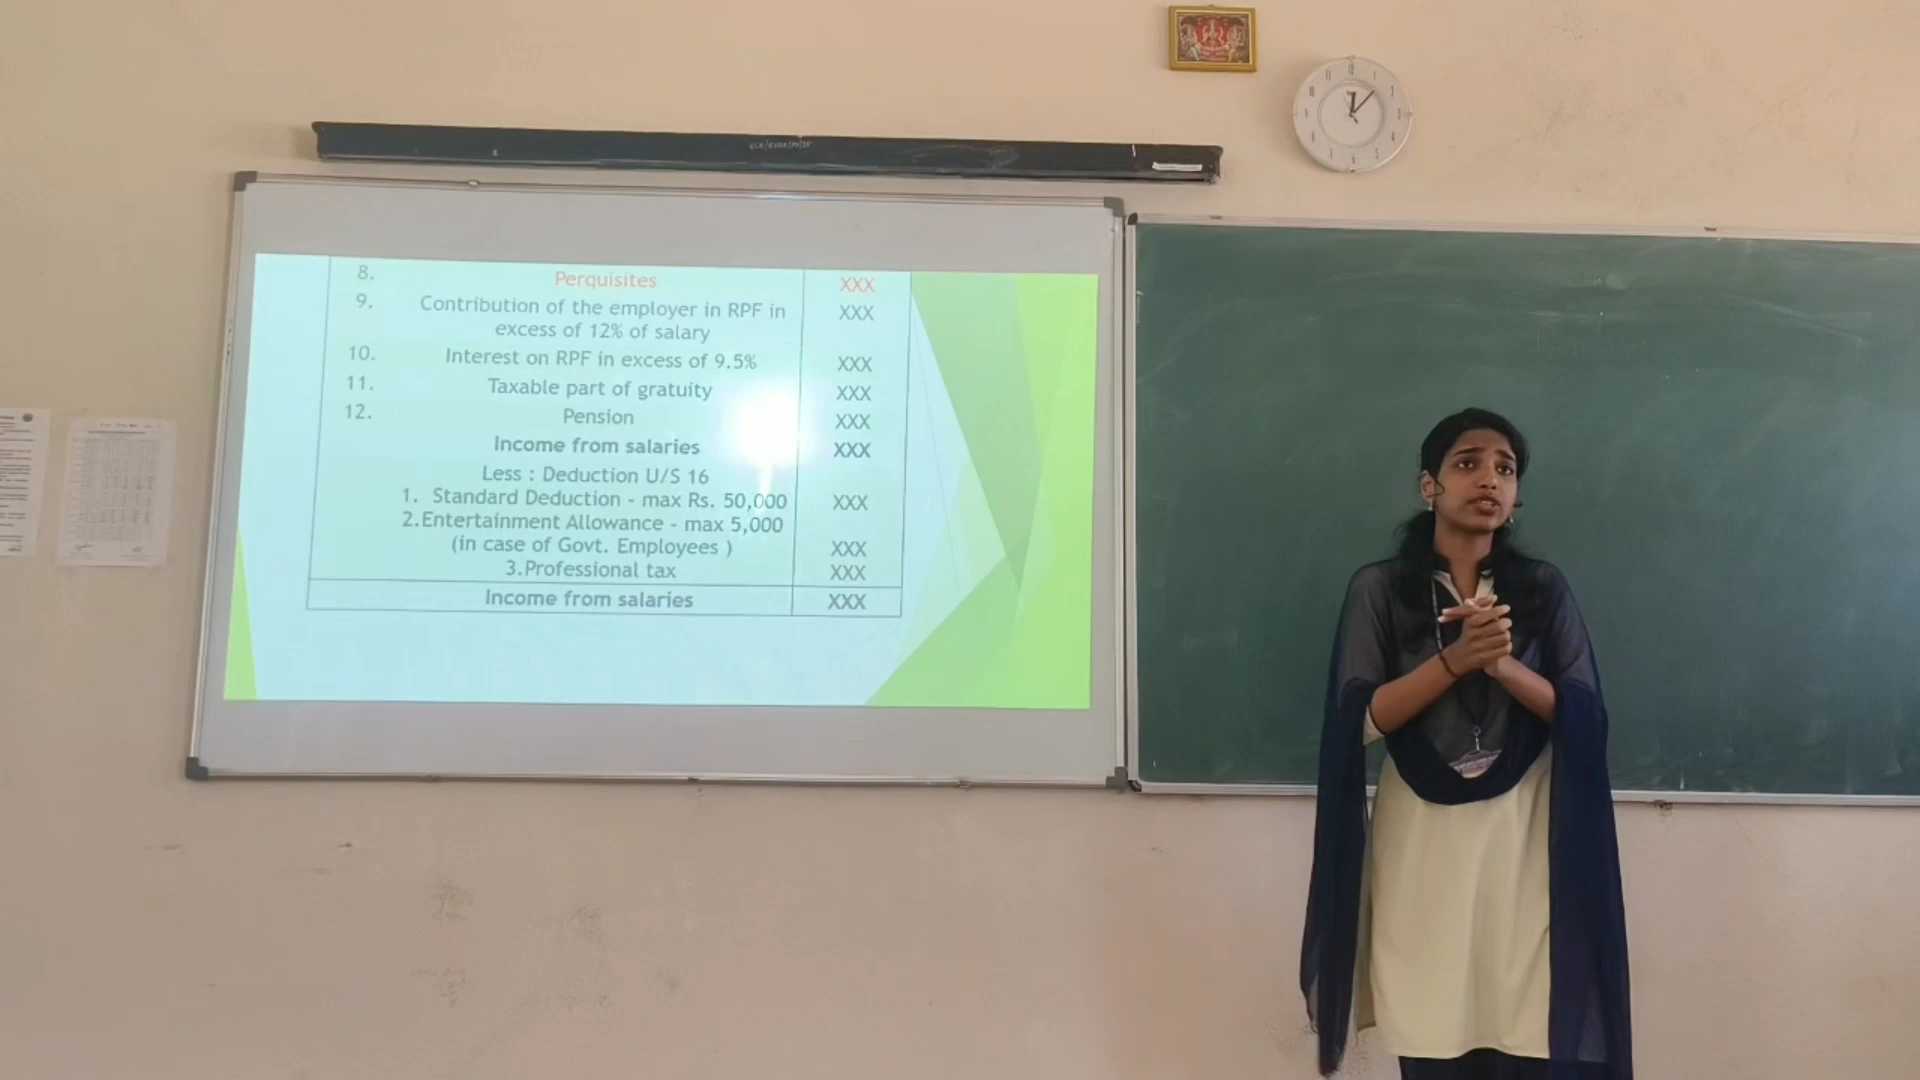 8. Perquisites XXX
9. Contribution of the employer in RPF in XXX
excess of 12% of salary
10. Interest on RPF in excess of 9.5% XXX
11. Taxable part of gratuity XXX
12. Pension XXX
Income from salaries XXX
Less : Deduction U/S 16
1. Standard Deduction - max Rs. 50,000 XXX
2.Entertainment Allowance - max 5,000
(in case of Govt. Employees ) XXX
3.Professional tax XXX
Income from salaries XXX